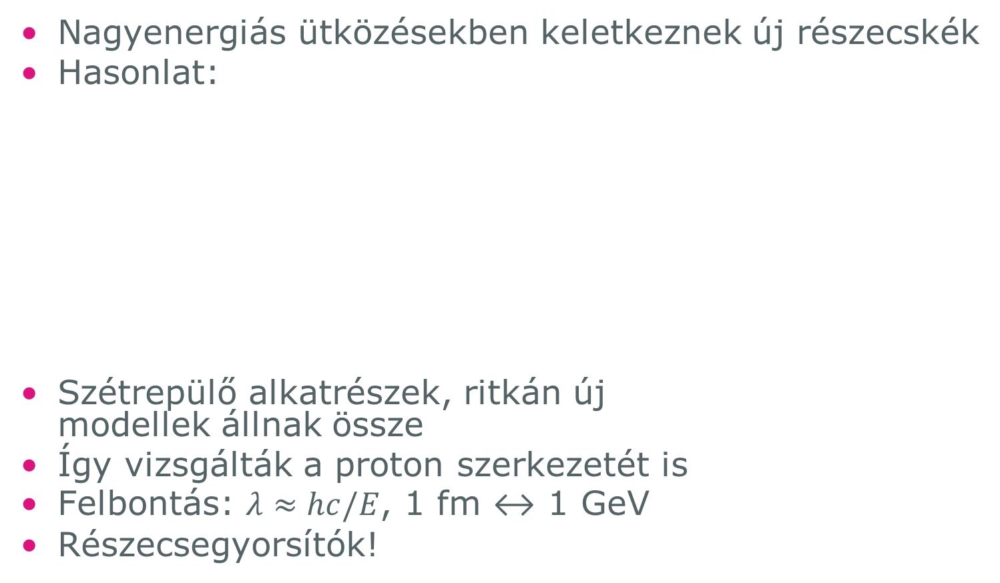 • Nagyenergiás ütközésekben keletkeznek új részecskék
• Hasonlat:
• Szétrepülő alkatrészek, ritkán új
modellek állnak össze
• Így vizsgálták a proton szerkezetét is
• Felbontás: λ ≈ hc/E, 1 fm ↔ 1 GeV
• Részecsegyorsítók!